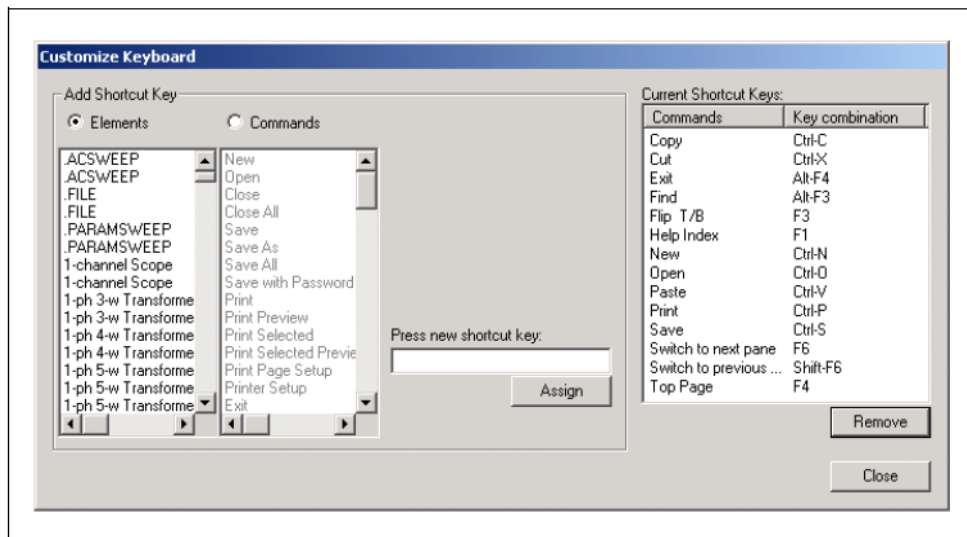 Customize Keyboard
Add Shortcut Key
Elements
Commands
.ACSWEEP
.ACSWEEP
.FILE
.FILE
.PARAMSWEEP
.PARAMSWEEP
1-channel Scope
1-channel Scope
1-ph 3-w Transforme
1-ph 3-w Transforme
1-ph 4-w Transforme
1-ph 4-w Transforme
1-ph 5-w Transforme
1-ph 5-w Transforme
1-ph 5-w Transforme
New
Open
Close
Close All
Save
Save As
Save All
Save with Password
Print
Print Preview
Print Selected
Print Selected Previe
Print Page Setup
Printer Setup
Exit
Press new shortcut key:
Assign
Current Shortcut Keys:
Commands Key combination
Copy Ctrl-C
Cut Ctrl-X
Exit Alt-F4
Find Alt-F3
Flip T/B F3
Help Index F1
New Ctrl-N
Open Ctrl-O
Paste Ctrl-V
Print Ctrl-P
Save Ctrl-S
Switch to next pane F6
Switch to previous ... Shift-F6
Top Page F4
Remove
Close